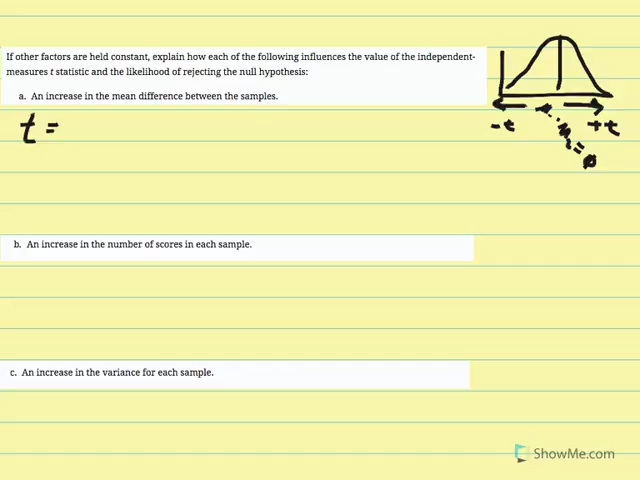 If other factors are held constant, explain how each of the following influences the value of the independent-
measures t statistic and the likelihood of rejecting the null hypothesis:
a. An increase in the mean difference between the samples.
t =
-t
+t
b. An increase in the number of scores in each sample.
c. An increase in the variance for each sample.
ShowMe.com